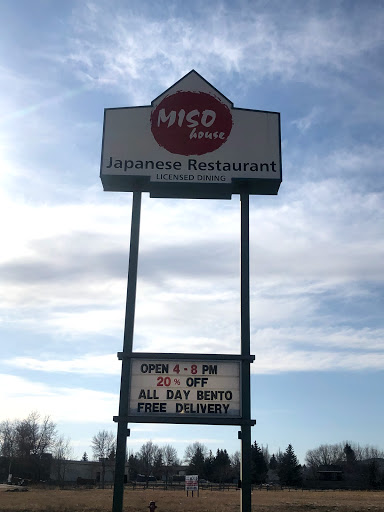 MISO
house
Japanese Restaurant
LICENSED DINING
OPEN 4-8 PM
20% OFF
ALL DAY BENTO
FREE DELIVERY